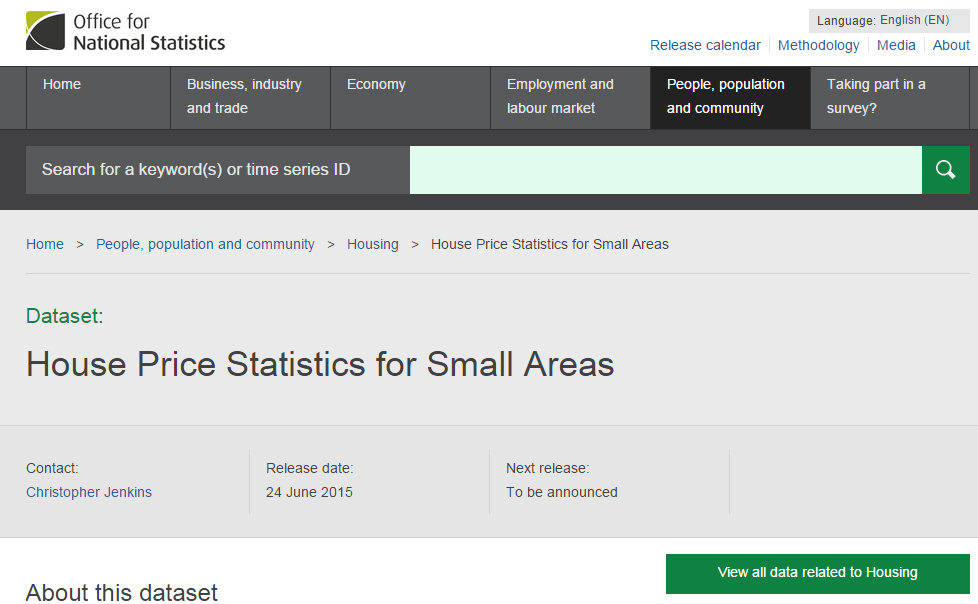 Office for
National Statistics
Language: English (EN)
Release calendar
Methodology
Media
About
Home
Business, industry
and trade
Economy
Employment and
labour market
People, population
and community
Taking part in a
survey?
Search for a keyword(s) or time series ID
Home > People, population and community > Housing > House Price Statistics for Small Areas
Dataset:
House Price Statistics for Small Areas
Contact:
Christopher Jenkins
Release date:
24 June 2015
Next release:
To be announced
About this dataset
View all data related to Housing